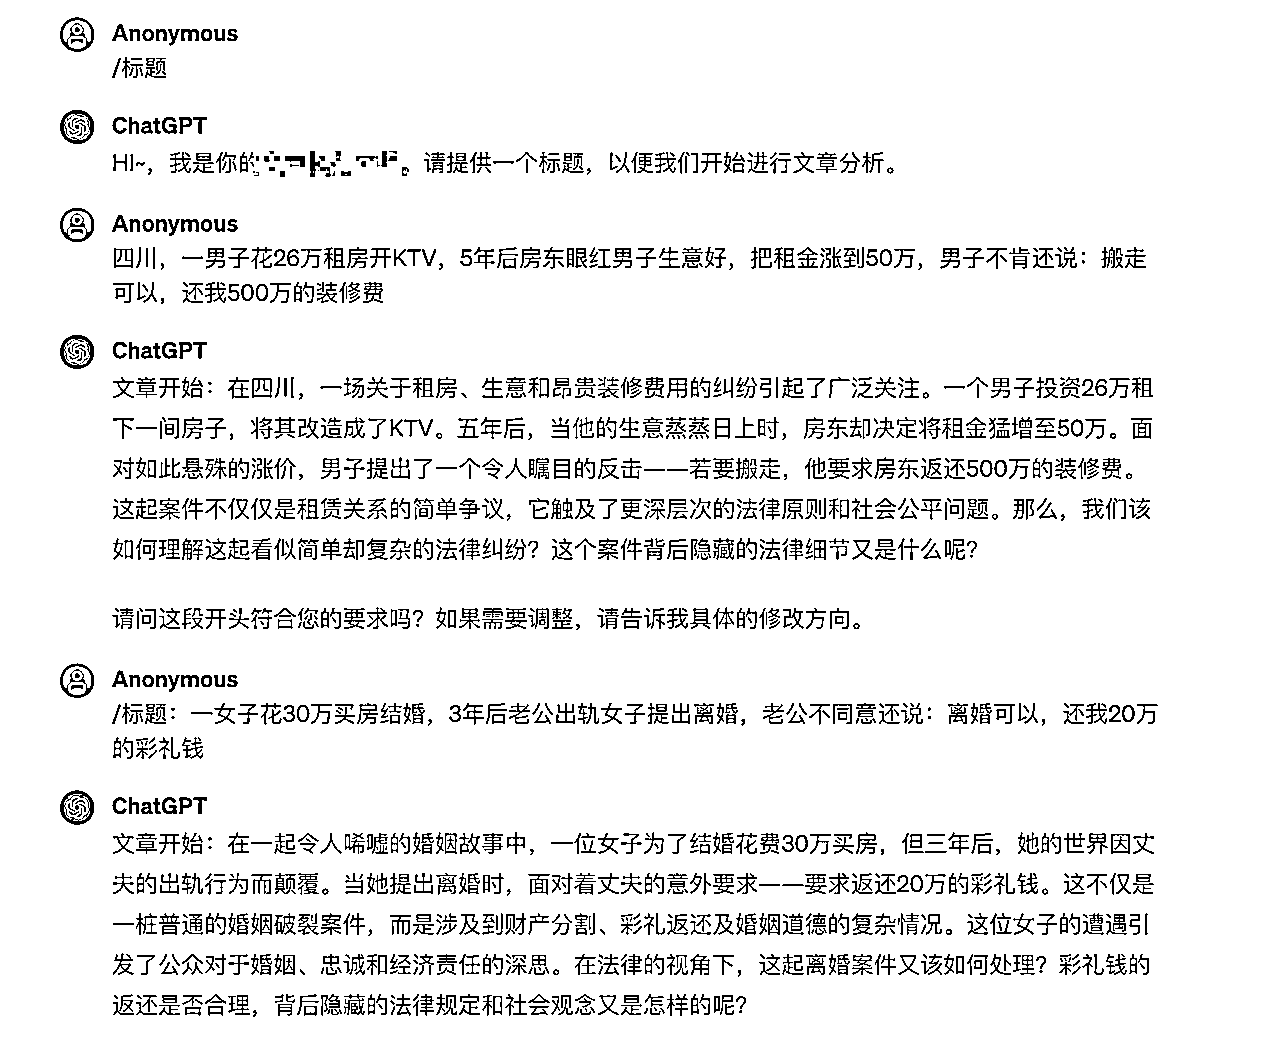 Anonymous
/标题
ChatGPT
HI~，我是你的 。请提供一个标题，以便我们开始进行文章分析。
Anonymous
四川，一男子花26万租房开KTV，5年后房东眼红男子生意好，把租金涨到50万，男子不肯还说：搬走
可以，还我500万的装修费
ChatGPT
文章开始：在四川，一场关于租房、生意和昂贵装修费用的纠纷引起了广泛关注。一个男子投资26万租
下一间房子，将其改造成了KTV。五年后，当他的生意蒸蒸日上时，房东却决定将租金猛增至50万。面
对如此悬殊的涨价，男子提出了一个令人瞩目的反击——若要搬走，他要求房东返还500万的装修费。
这起案件不仅仅是租赁关系的简单争议，它触及了更深层次的法律原则和社会公平问题。那么，我们该
如何理解这起看似简单却复杂的法律纠纷？这个案件背后隐藏的法律细节又是什么呢？
请问这段开头符合您的要求吗？如果需要调整，请告诉我具体的修改方向。
Anonymous
/标题：一女子花30万买房结婚，3年后老公出轨女子提出离婚，老公不同意还说：离婚可以，还我20万
的彩礼钱
ChatGPT
文章开始：在一起令人唏嘘的婚姻故事中，一位女子为了结婚花费30万买房，但三年后，她的世界因丈
夫的出轨行为而颠覆。当她提出离婚时，面对着丈夫的意外要求——要求返还20万的彩礼钱。这不仅是
一桩普通的婚姻破裂案件，而是涉及到财产分割、彩礼返还及婚姻道德的复杂情况。这位女子的遭遇引
发了公众对于婚姻、忠诚和经济责任的深思。在法律的视角下，这起离婚案件又该如何处理？彩礼钱的
返还是否合理，背后隐藏的法律规定和社会观念又是怎样的呢？